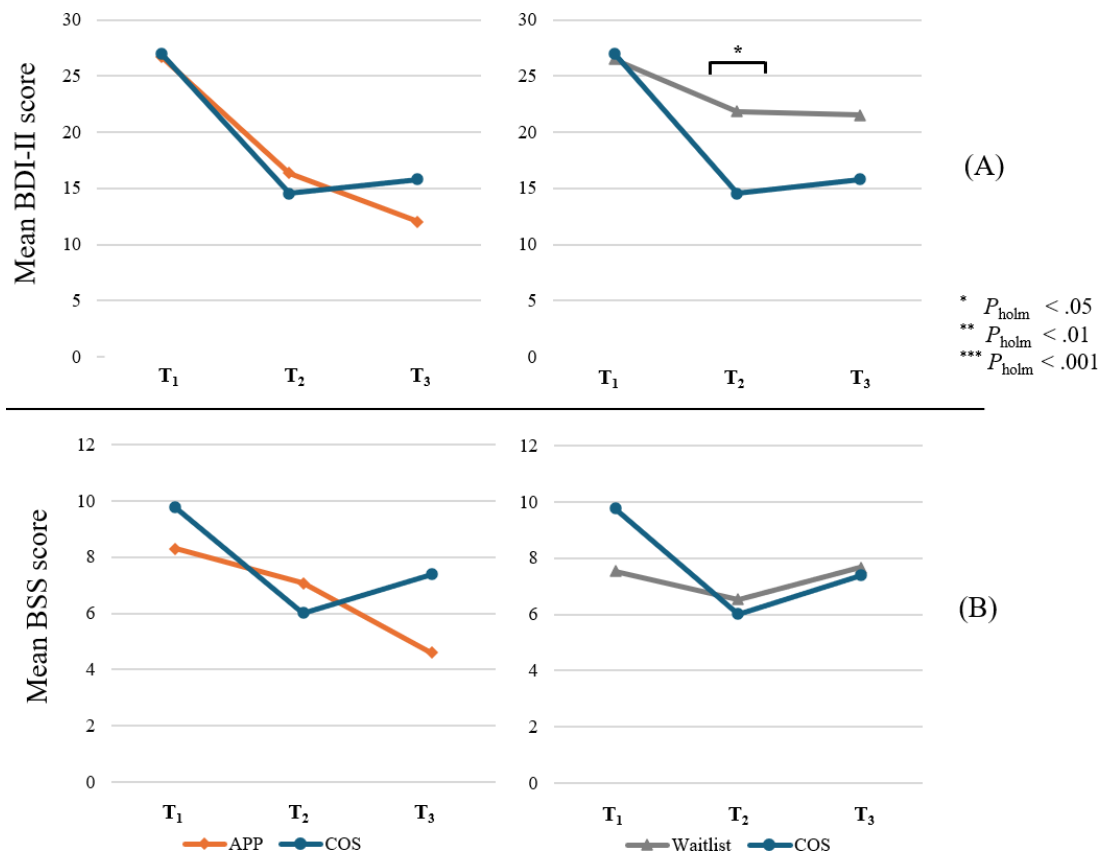 30
25
20
15
10
5
0
Mean BDI-II score
T1 T2 T3
30
25
20
15
10
5
0
*
T1 T2 T3
(A)
* Pholm < .05
** Pholm < .01
*** Pholm < .001
12
10
8
6
4
2
0
Mean BSS score
T1 T2 T3
APP COS
12
10
8
6
4
2
0
T1 T2 T3
Waitlist COS
(B)